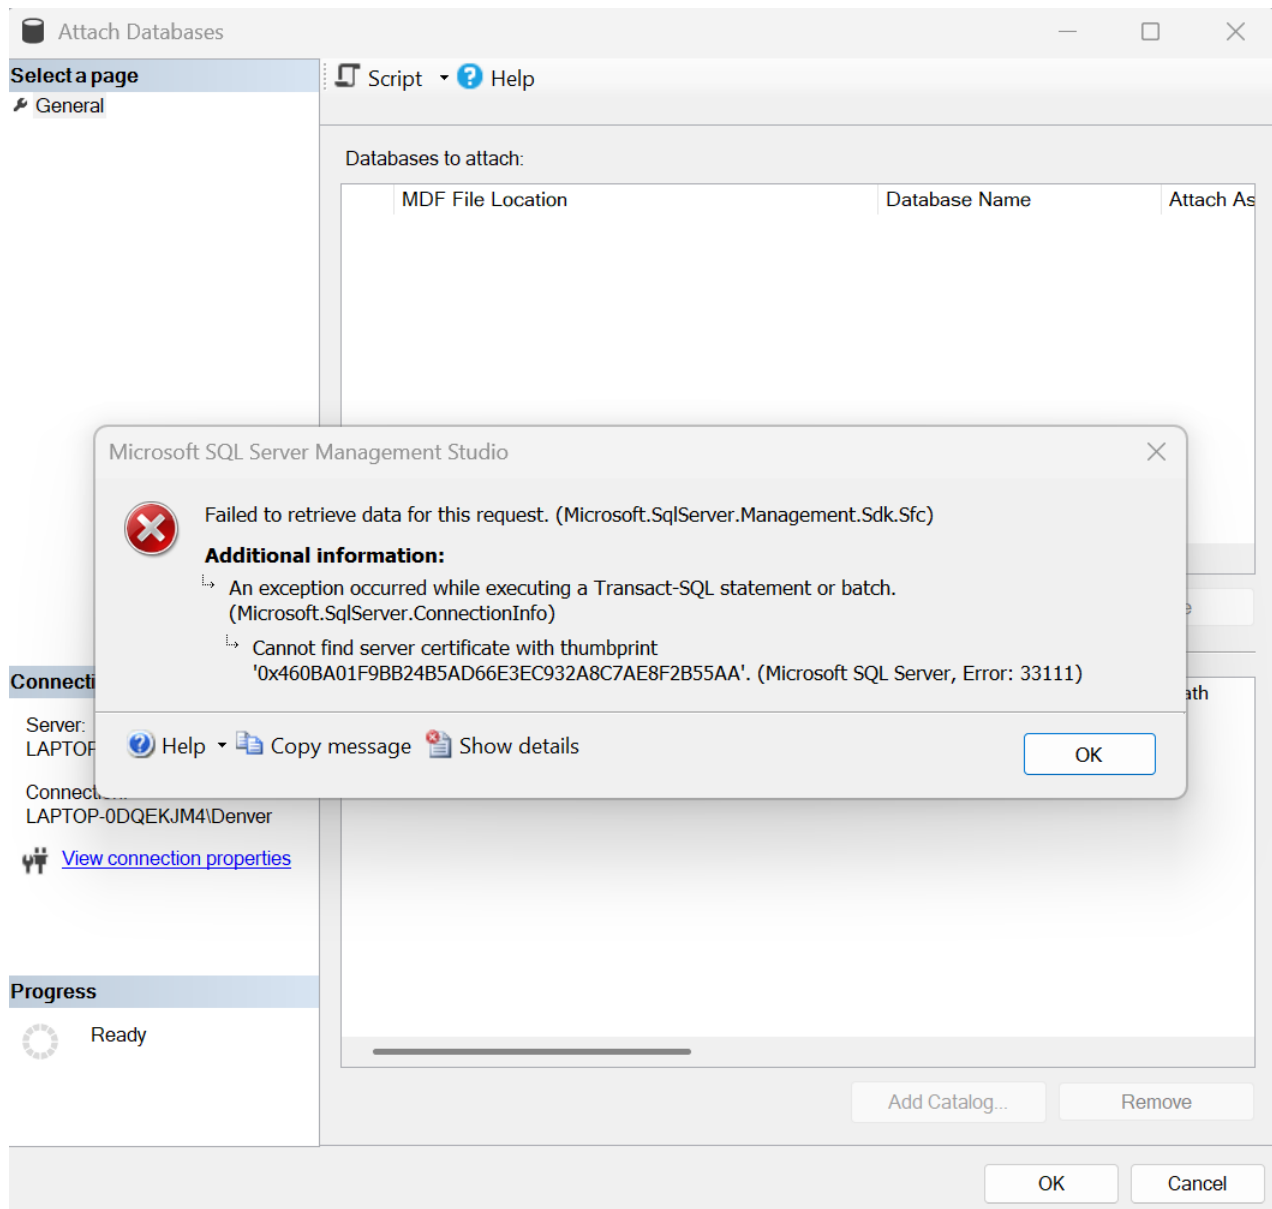 Attach Databases
Select a page
General
Script
Help
Databases to attach:
MDF File Location
Database Name
Attach As
Microsoft SQL Server Management Studio
Failed to retrieve data for this request. (Microsoft.SqlServer.Management.Sdk.Sfc)
Additional information:
An exception occurred while executing a Transact-SQL statement or batch.
(Microsoft.SqlServer.ConnectionInfo)
Cannot find server certificate with thumbprint
'0x460BA01F9BB24B5AD66E3EC932A8C7AE8F2B55AA'. (Microsoft SQL Server, Error: 33111)
Help
Copy message
Show details
OK
Server:
LAPTOP-0DQEKJM4\Denver
View connection properties
Progress
Ready
Add Catalog...
Remove
OK
Cancel